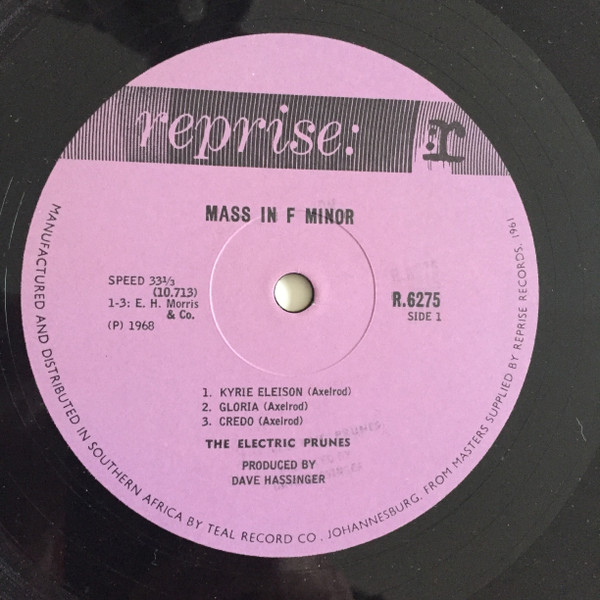 reprise:
r
MASS IN F MINOR
SPEED 33⅓
(10.713)
1-3: E. H. Morris
& Co.
(P) 1968
R.6275
SIDE 1
1. KYRIE ELEISON (Axelrod)
2. GLORIA (Axelrod)
3. CREDO (Axelrod)
THE ELECTRIC PRUNES
PRODUCED BY
DAVE HASSINGER
MANUFACTURED AND DISTRIBUTED IN SOUTHERN AFRICA BY TEAL RECORD CO., JOHANNESBURG. FROM MASTERS SUPPLIED BY REPRISE RECORDS, 1961